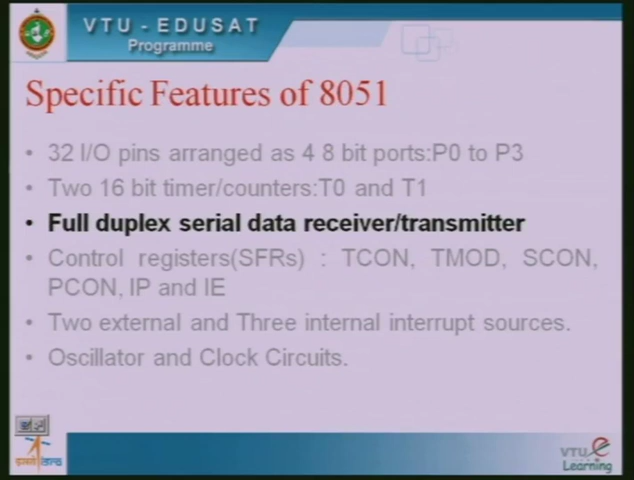 VTU - EDUSAT
Programme
Specific Features of 8051
• 32 I/O pins arranged as 4 8 bit ports:P0 to P3
• Two 16 bit timer/counters:T0 and T1
• Full duplex serial data receiver/transmitter
• Control registers(SFRs) : TCON, TMOD, SCON,
PCON, IP and IE
• Two external and Three internal interrupt sources.
• Oscillator and Clock Circuits.
VTU e
Learning